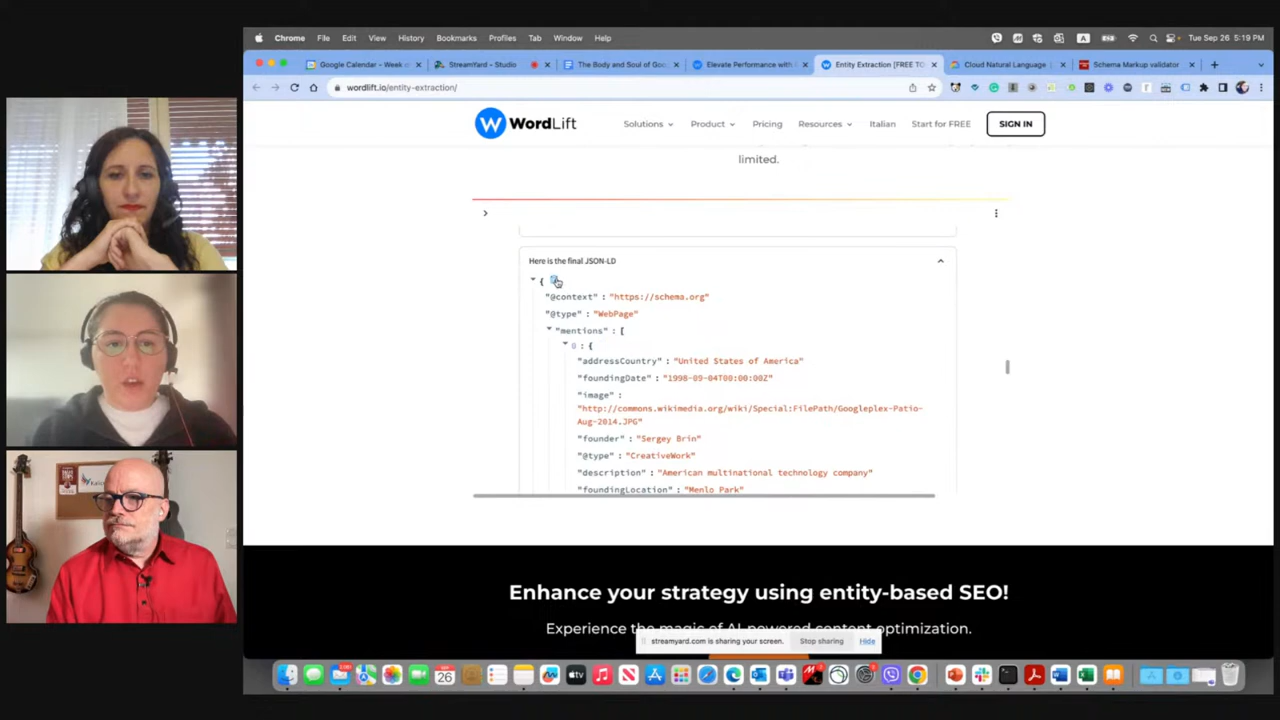 Chrome File Edit View History Bookmarks Profiles Tab Window Help
A
Tue Sep 26 5:19 PM
Google Calendar - Week o
StreamYard - Studio
The Body and Soul of Goo
Elevate Performance with
Entity Extraction [FREE TO
Cloud Natural Language
Schema Markup validator
wordlift.io/entity-extraction/
WordLift
Solutions
Product
Pricing
Resources
Italian
Start for FREE
SIGN IN
limited.
Here is the final JSON-LD
{
"@context" : "https://schema.org"
"@type" : "WebPage"
"mentions" : [
0 : {
"addressCountry" : "United States of America"
"foundingDate" : "1998-09-04T00:00:00Z"
"image" :
"http://commons.wikimedia.org/wiki/Special:FilePath/Googleplex-Patio-
Aug-2014.JPG"
"founder" : "Sergey Brin"
"@type" : "CreativeWork"
"description" : "American multinational technology company"
"foundingLocation" : "Menlo Park"
Enhance your strategy using entity-based SEO!
Experience the magic of AI-powered content optimization.
streamyard.com is sharing your screen.
Stop sharing
Hide
26